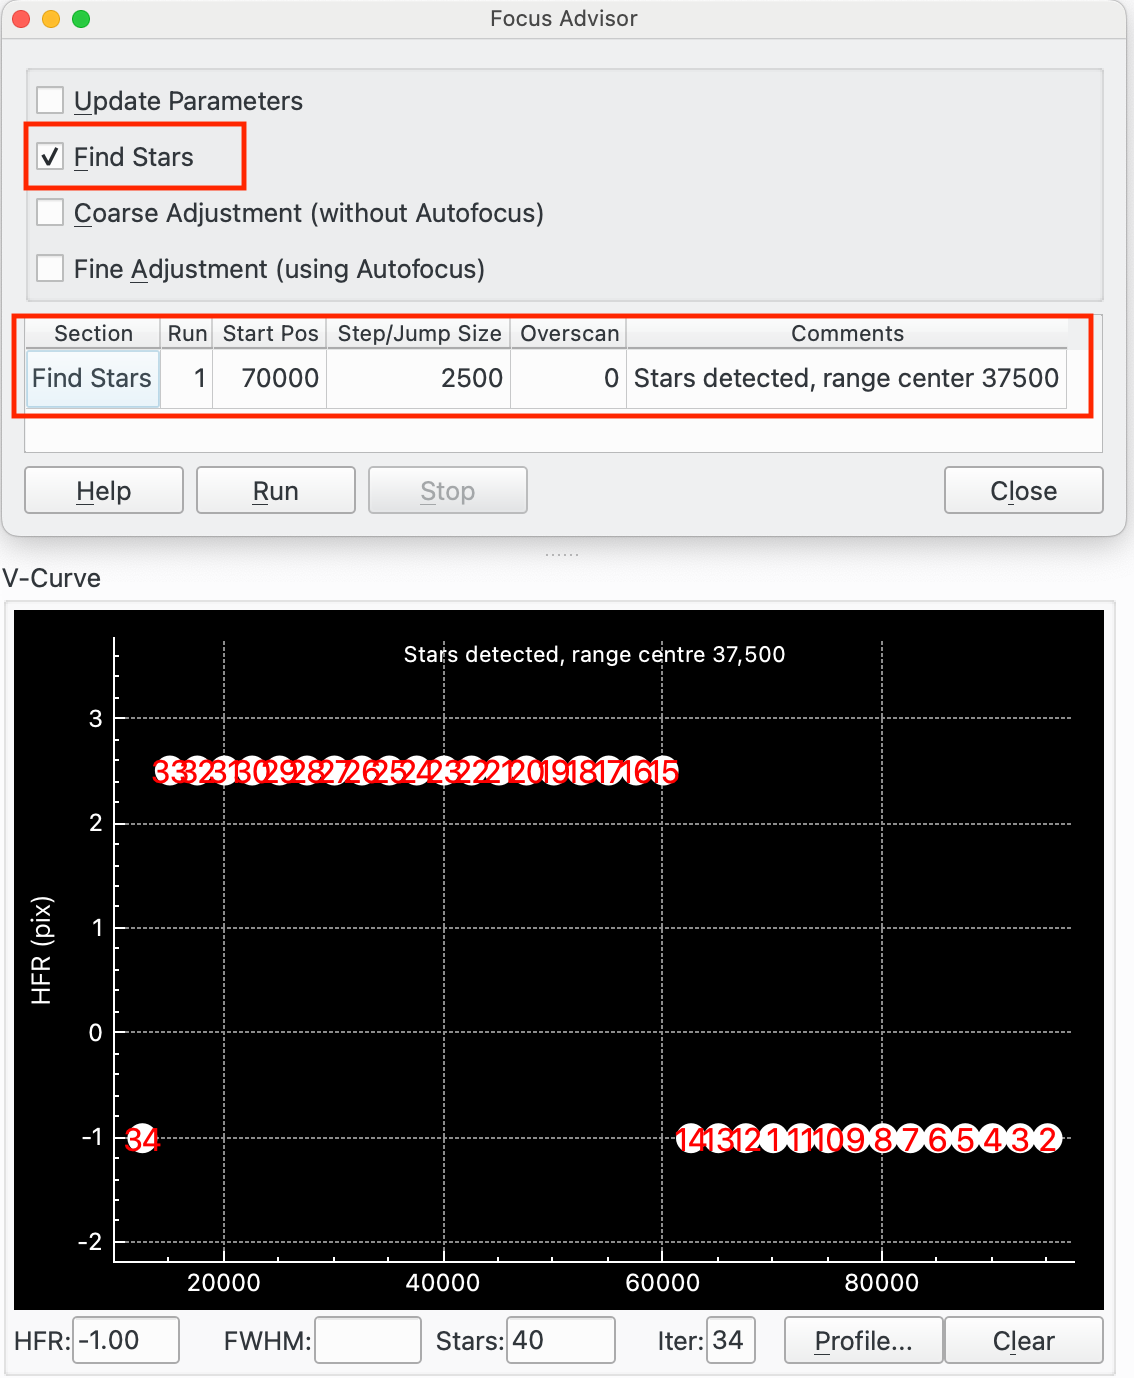 Focus Advisor
Update Parameters
Find Stars
Coarse Adjustment (without Autofocus)
Fine Adjustment (using Autofocus)
Section Run Start Pos Step/Jump Size Overscan Comments
Find Stars 1 70000 2500 0 Stars detected, range center 37500
Help Run Stop Close
V-Curve
Stars detected, range centre 37,500
3
33 32 31 30 29 28 27 26 25 24 23 22 21 20 19 18 17 16 15
2
1
HFR (pix)
0
-1
34 14 13 12 1 11 10 9 8 7 6 5 4 3 2
-2
20000 40000 60000 80000
HFR: -1.00 FWHM: Stars: 40 Iter: 34 Profile... Clear